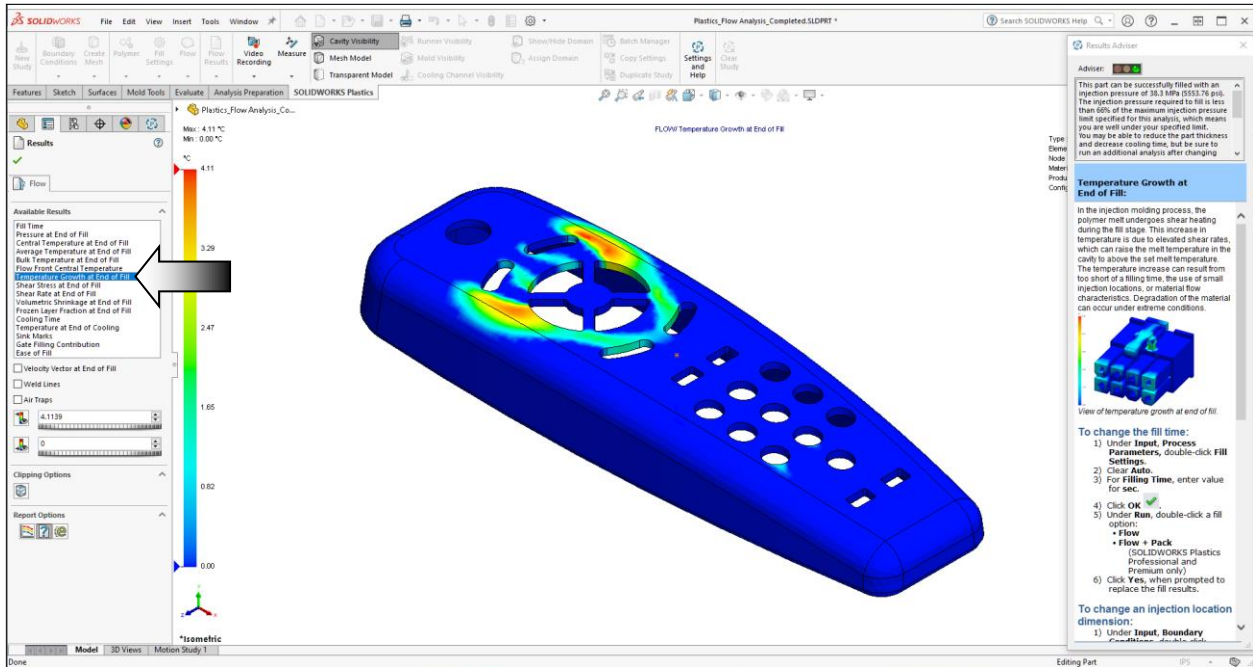 SOLIDWORKS File Edit View Insert Tools Window
Plastics_Flow Analysis_Completed.SLDPRT *
Search SOLIDWORKS Help
New Study
Boundary Conditions
Create Mesh
Polymer
Fill Settings
Flow
Flow Results
Video Recording
Measure
Cavity Visibility
Mesh Model
Transparent Model
Runner Visibility
Mold Visibility
Cooling Channel Visibility
Show/Hide Domain
Assign Domain
Batch Manager
Copy Settings
Duplicate Study
Settings and Help
Clear Study
Features Sketch Surfaces Mold Tools Evaluate Analysis Preparation SOLIDWORKS Plastics
Plastics_Flow Analysis_Co...
Results
Flow
Available Results
Fill Time
Pressure at End of Fill
Central Temperature at End of Fill
Average Temperature at End of Fill
Bulk Temperature at End of Fill
Flow Front Central Temperature
Temperature Growth at End of Fill
Shear Stress at End of Fill
Shear Rate at End of Fill
Volumetric Shrinkage at End of Fill
Frozen Layer Fraction at End of Fill
Cooling Time
Temperature at End of Cooling
Sink Marks
Gate Filling Contribution
Ease of Fill
Velocity Vector at End of Fill
Weld Lines
Air Traps
4.1139
0
Clipping Options
Report Options
Max : 4.11 °C
Min : 0.00 °C
°C
4.11
3.29
2.47
1.65
0.82
0.00
FLOW/Temperature Growth at End of Fill
Type
Eleme
Node
Materi
Produ
Config
*Isometric
Results Adviser
Adviser:
This part can be successfully filled with an
injection pressure of 38.3 MPa (5553.76 psi).
The injection pressure required to fill is less
than 66% of the maximum injection pressure
limit specified for this analysis, which means
you are well under your specified limit.
You may be able to reduce the part thickness
and decrease cooling time, but be sure to
run an additional analysis after changing
Temperature Growth at
End of Fill:
In the injection molding process, the
polymer melt undergoes shear heating
during the fill stage. This increase in
temperature is due to elevated shear rates,
which can raise the melt temperature in the
cavity to above the set melt temperature.
The temperature increase can result from
too short of a filling time, the use of small
injection locations, or material flow
characteristics. Degradation of the material
can occur under extreme conditions.
View of temperature growth at end of fill.
To change the fill time:
1) Under Input, Process
Parameters, double-click Fill
Settings.
2) Clear Auto.
3) For Filling Time, enter value
for sec.
4) Click OK .
5) Under Run, double-click a fill
option:
• Flow
• Flow + Pack
(SOLIDWORKS Plastics
Professional and
Premium only)
6) Click Yes, when prompted to
replace the fill results.
To change an injection location
dimension:
1) Under Input, Boundary
Conditions, double-click
Model 3D Views Motion Study 1
Done
Editing Part
IPS